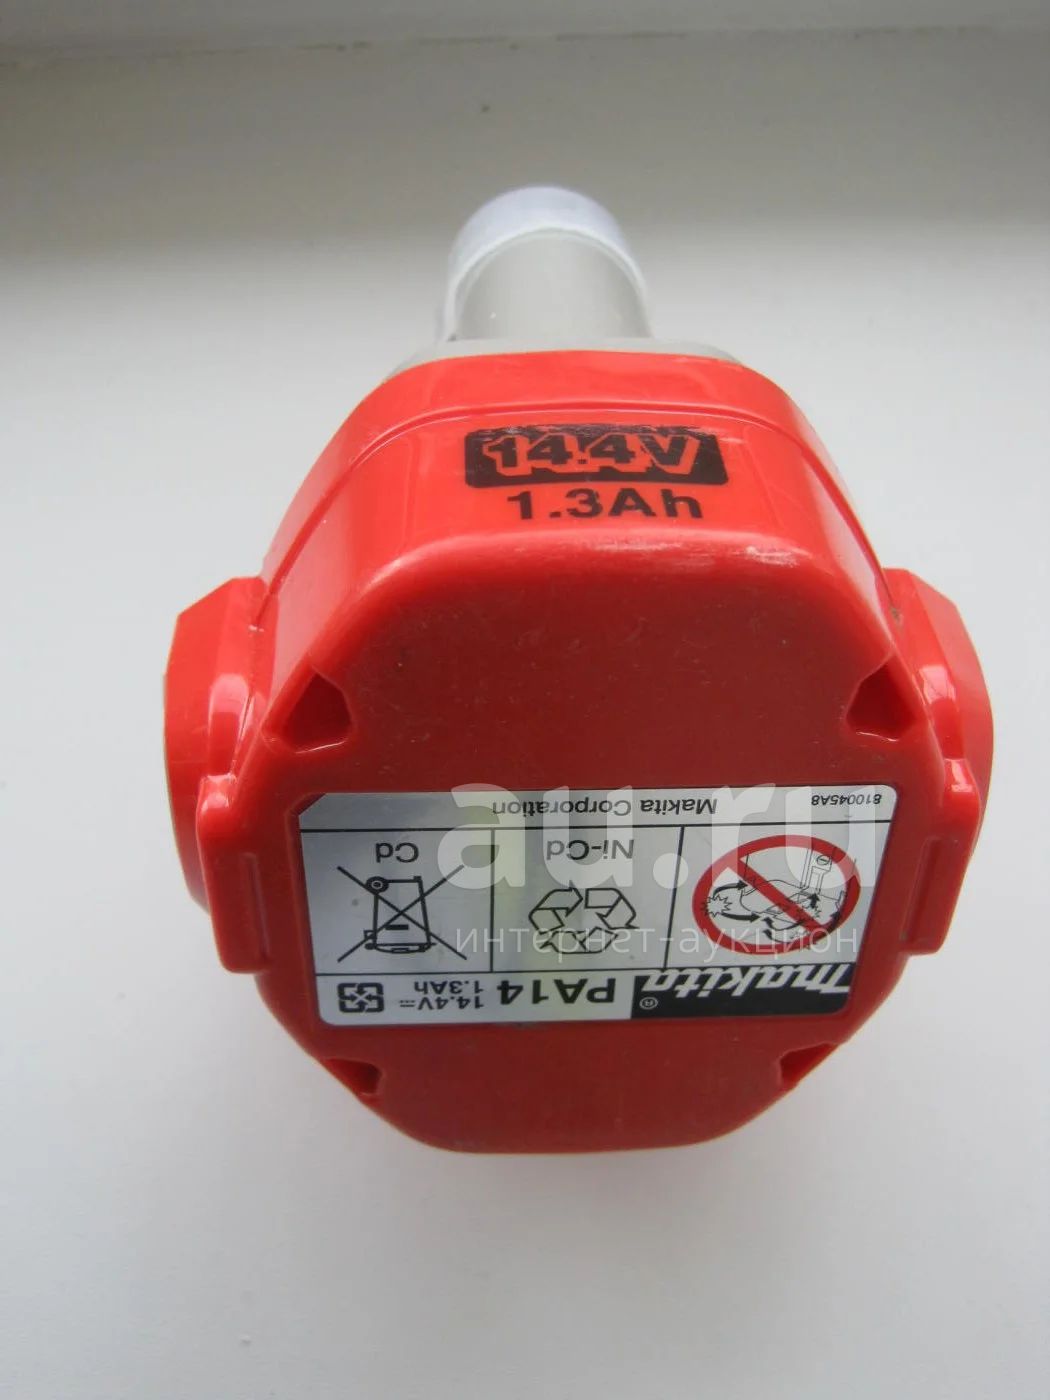 14.4V
1.3Ah
makita® PA14 14.4V⎓
1.3Ah
Ni-Cd
Cd
Makita Corporation
810045A8
au.ru
интернет-аукцион